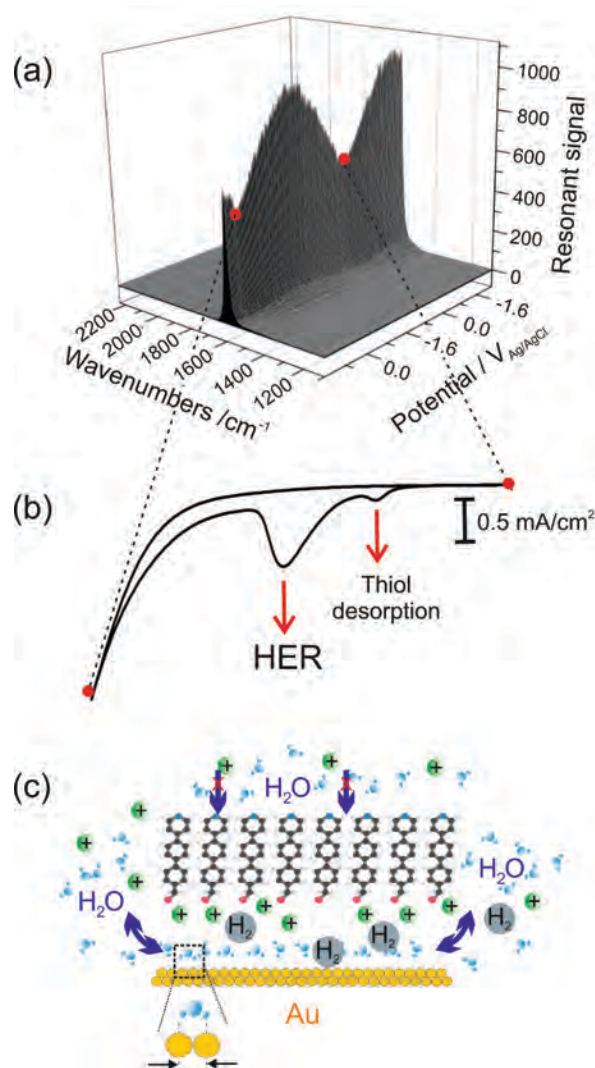 (a)
1000
800
600
400
200
0
Resonant signal
2200
2000
1800
1600
1400
1200
Wavenumbers /cm⁻¹
-1.6
0.0
-1.6
0.0
Potential / V Ag/AgCl
(b)
0.5 mA/cm²
Thiol
desorption
HER
(c)
+
+
+
H₂O
+
+
+
H₂O
H₂O
+
+
+
+
+
+
+
+
H₂
H₂
H₂
H₂
Au